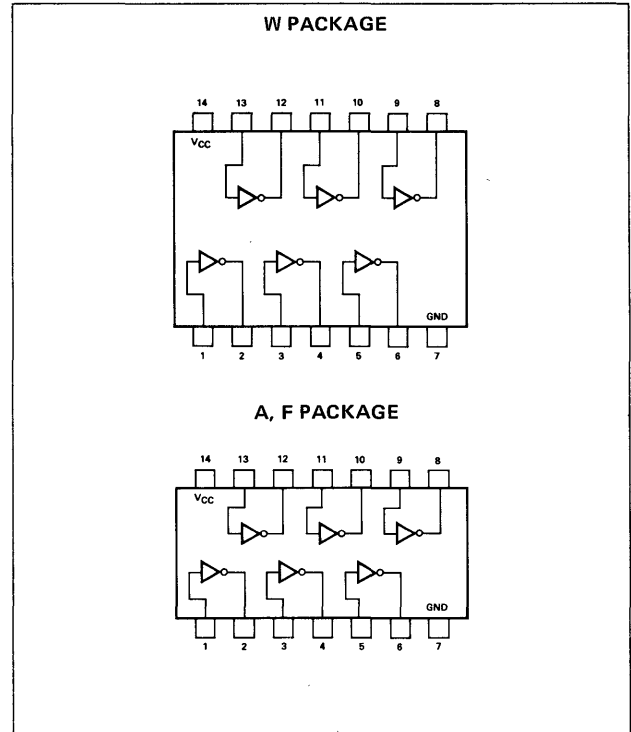 W PACKAGE
14 13 12 11 10 9 8
VCC
GND
1 2 3 4 5 6 7
A, F PACKAGE
14 13 12 11 10 9 8
VCC
GND
1 2 3 4 5 6 7